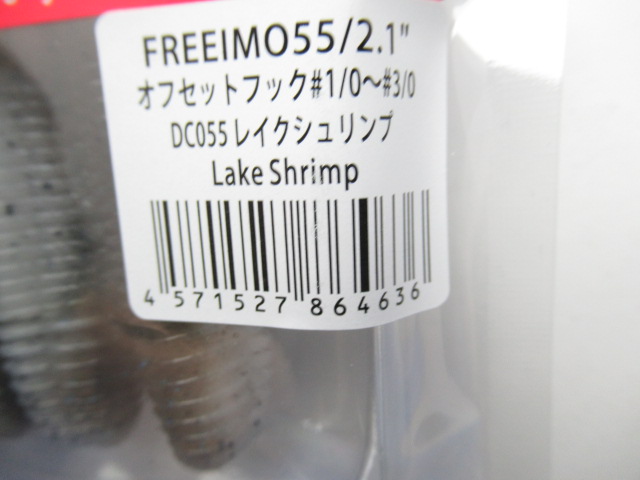 FREEIMO55/2.1"
オフセットフック#1/0～#3/0
DC055 レイクシュリンプ
Lake Shrimp
4 571527 864636